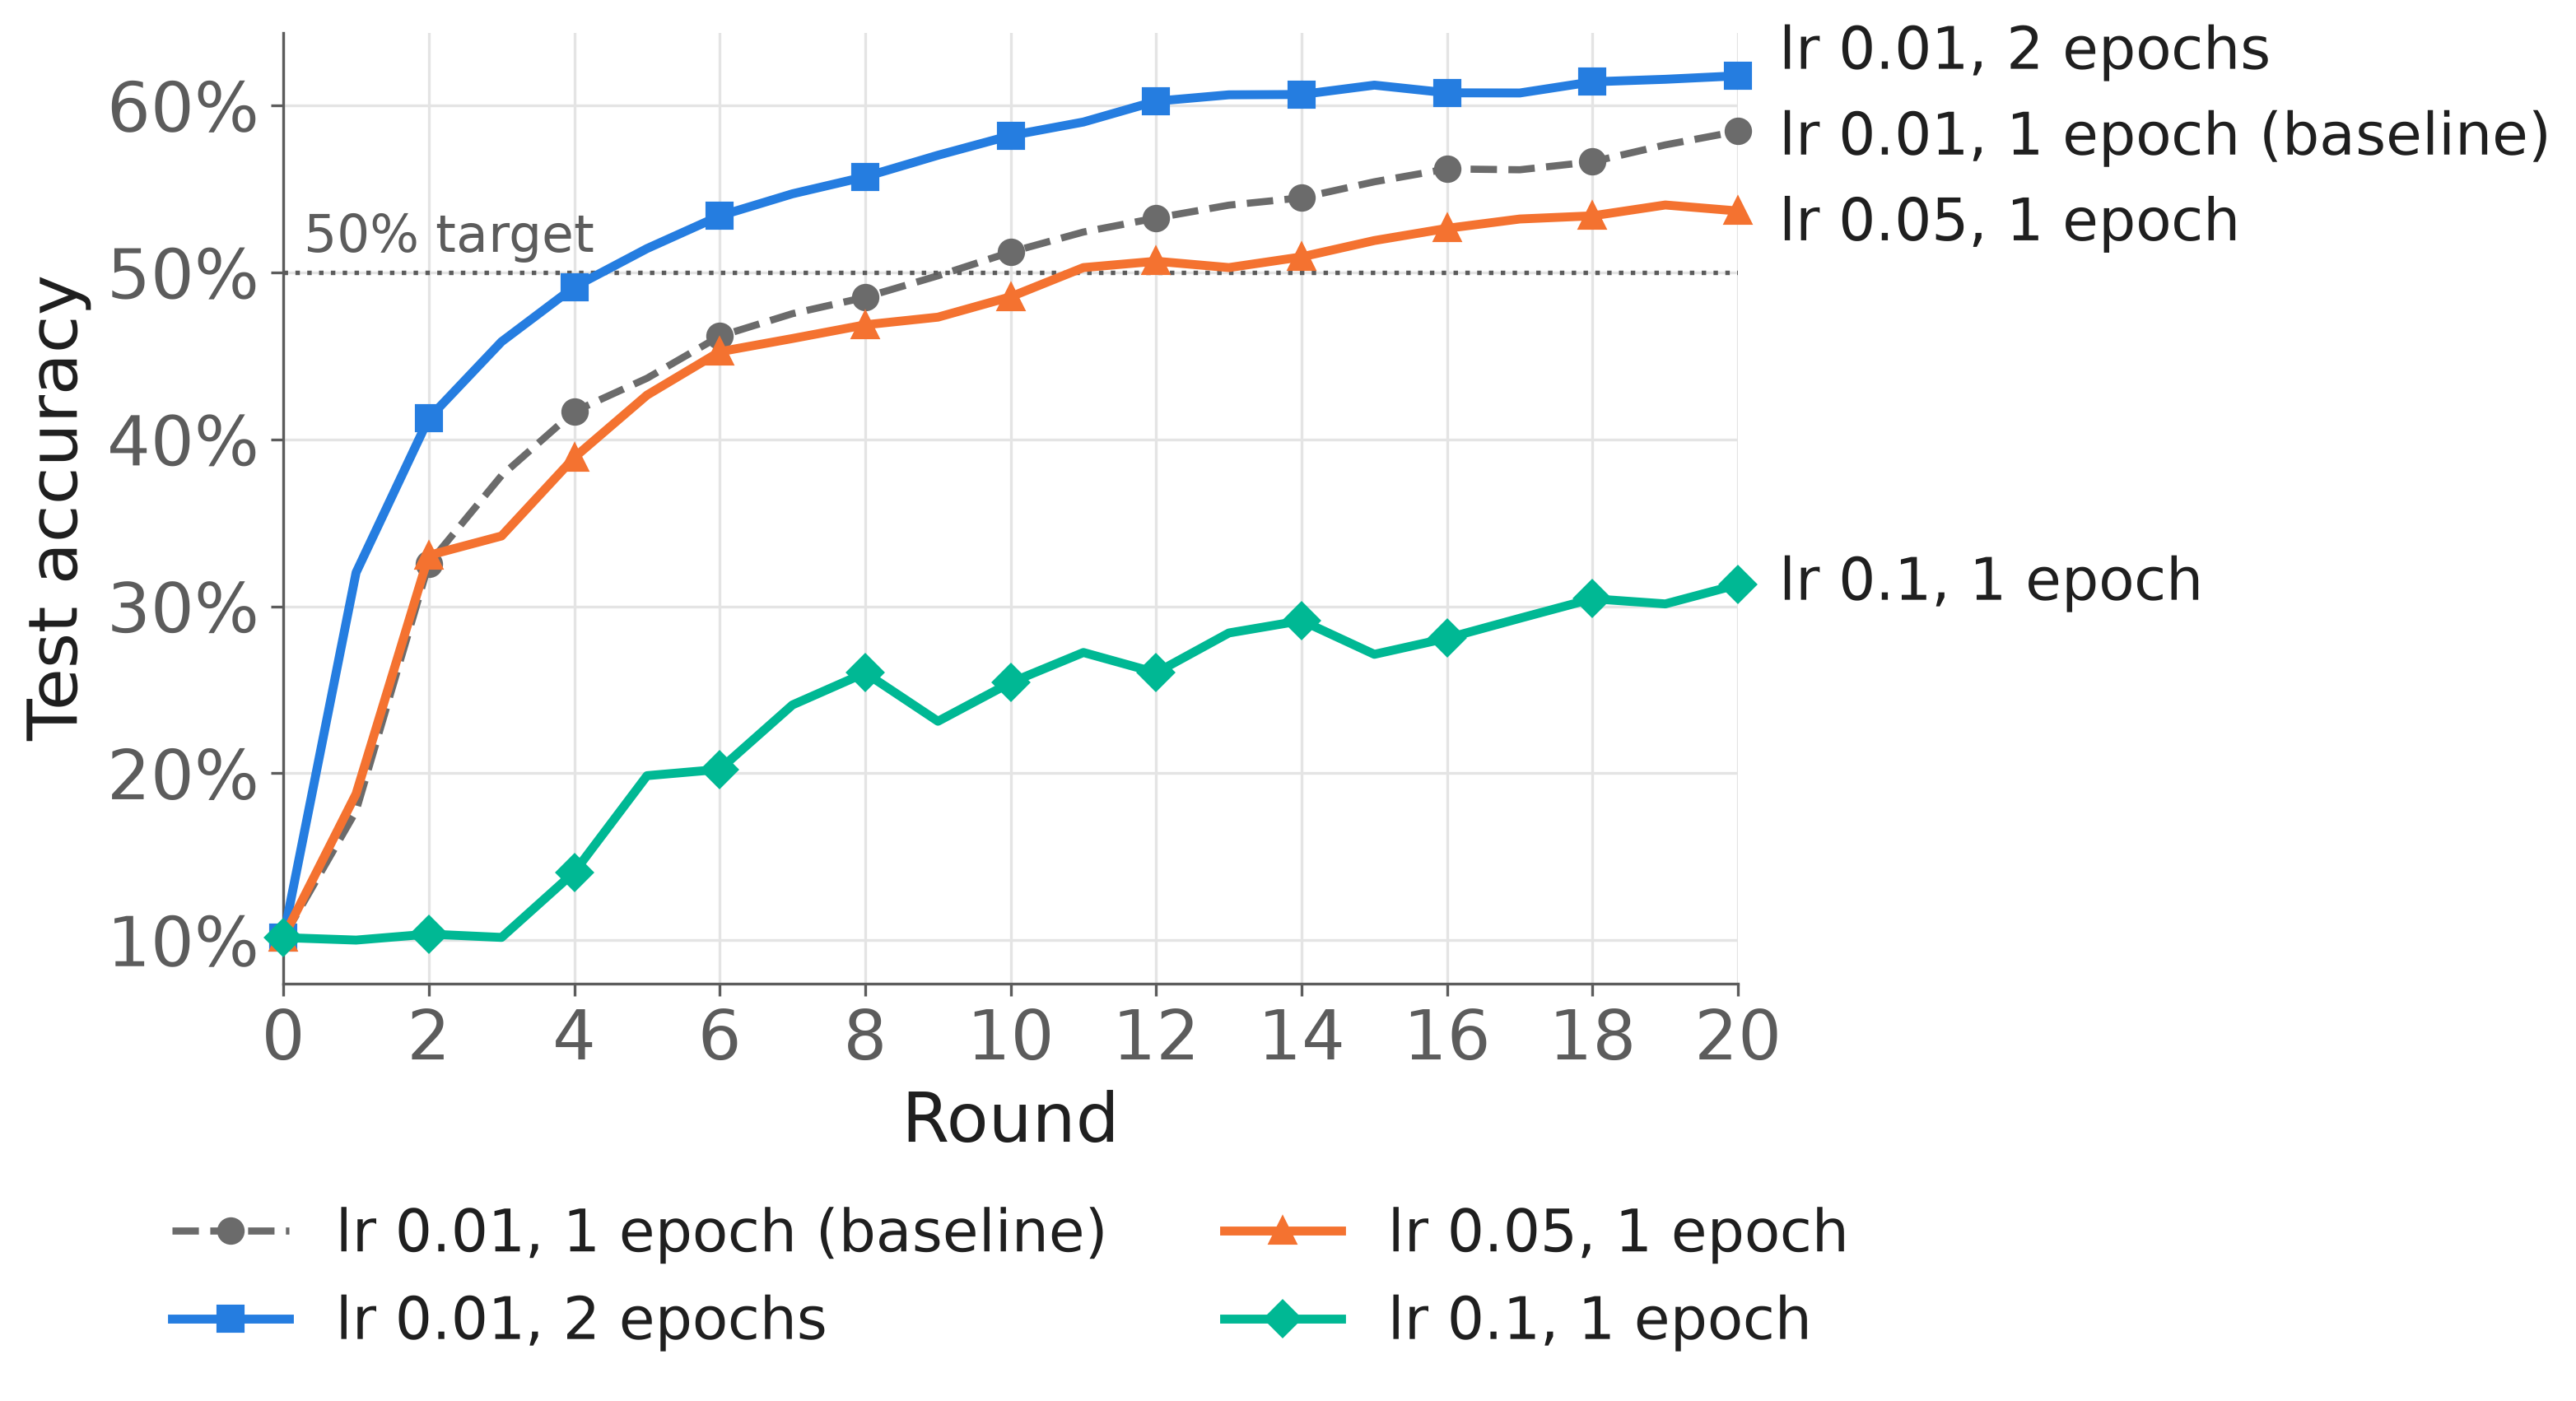 lr 0.01, 2 epochs
lr 0.01, 1 epoch (baseline)
lr 0.05, 1 epoch
lr 0.1, 1 epoch
50% target
Test accuracy
60%
50%
40%
30%
20%
10%
0 2 4 6 8 10 12 14 16 18 20
Round
lr 0.01, 1 epoch (baseline)
lr 0.01, 2 epochs
lr 0.05, 1 epoch
lr 0.1, 1 epoch